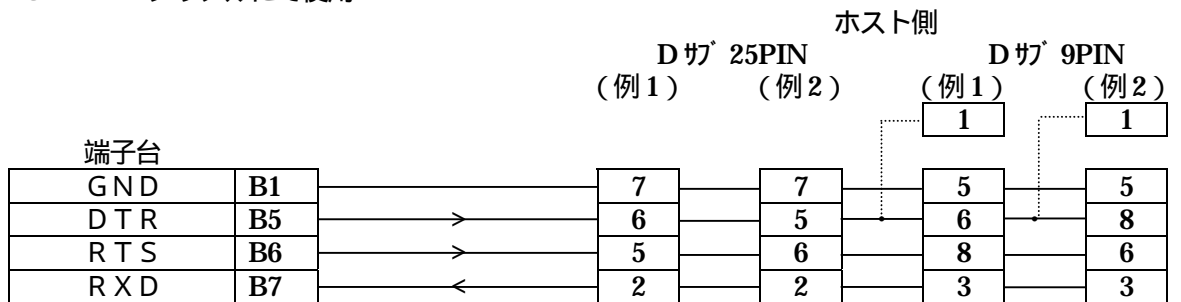 ホスト側
Dｻﾌﾞ 25PIN Dｻﾌﾞ 9PIN
(例1) (例2) (例1) (例2)
1 1
端子台
GND B1 7 7 5 5
DTR B5 6 5 6 8
RTS B6 5 6 8 6
RXD B7 2 2 3 3